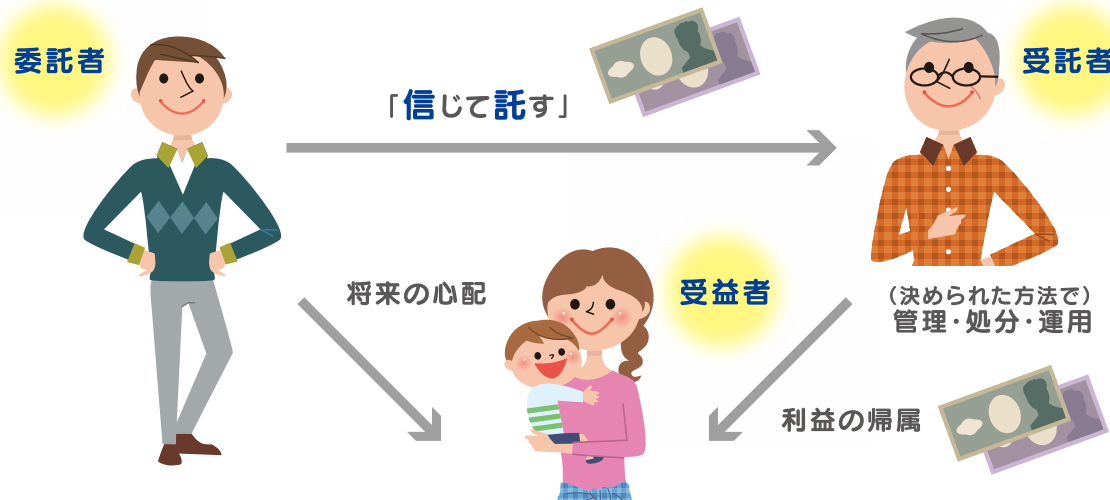 委託者
「信じて託す」
受託者
将来の心配
受益者
（決められた方法で）
管理・処分・運用
利益の帰属